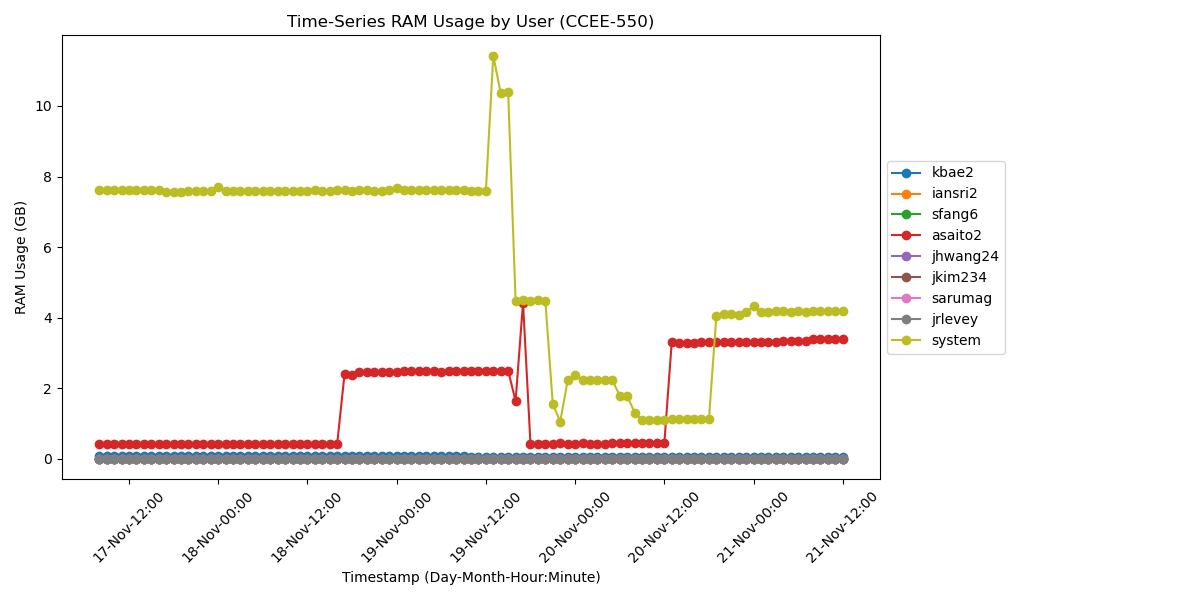 Time-Series RAM Usage by User (CCEE-550)
RAM Usage (GB)
10
8
6
4
2
0
17-Nov-12:00
18-Nov-00:00
18-Nov-12:00
19-Nov-00:00
19-Nov-12:00
20-Nov-00:00
20-Nov-12:00
21-Nov-00:00
21-Nov-12:00
Timestamp (Day-Month-Hour:Minute)
kbae2
iansri2
sfang6
asaito2
jhwang24
jkim234
sarumag
jrlevey
system